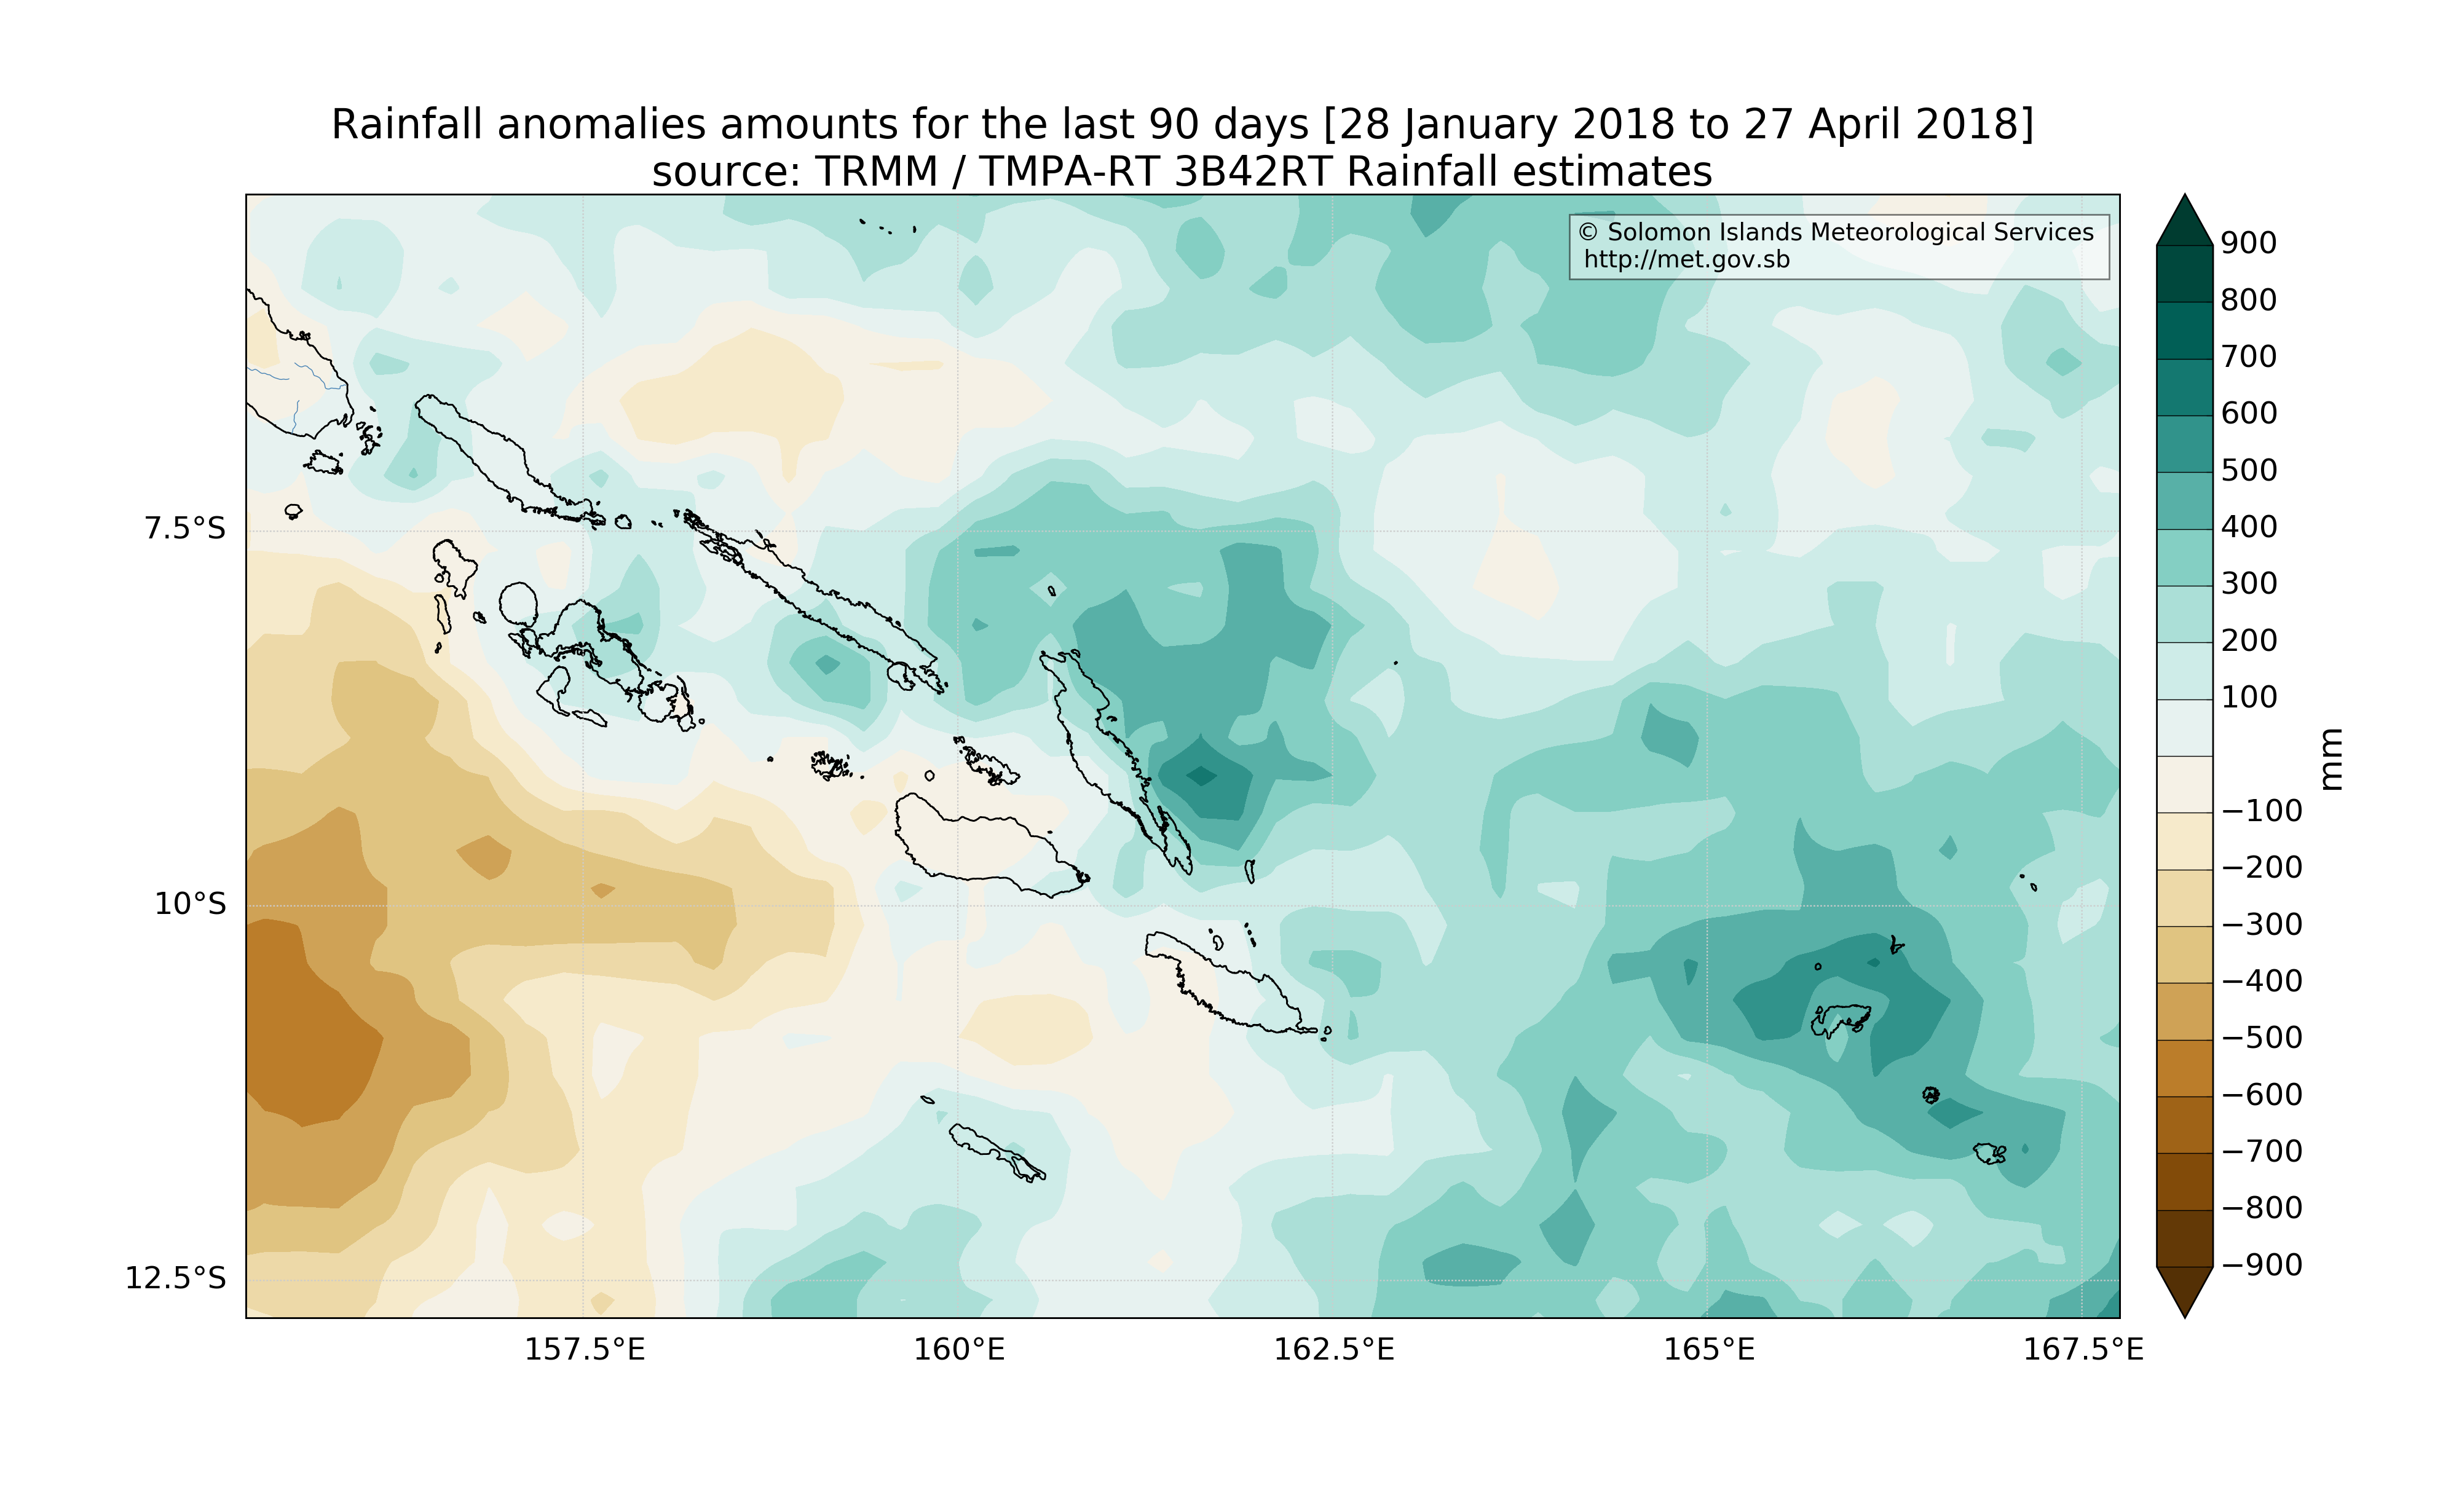 Rainfall anomalies amounts for the last 90 days [28 January 2018 to 27 April 2018]
source: TRMM / TMPA-RT 3B42RT Rainfall estimates
© Solomon Islands Meteorological Services
http://met.gov.sb
7.5°S
10°S
12.5°S
157.5°E
160°E
162.5°E
165°E
167.5°E
900
800
700
600
500
400
300
200
100
−100
−200
−300
−400
−500
−600
−700
−800
−900
mm